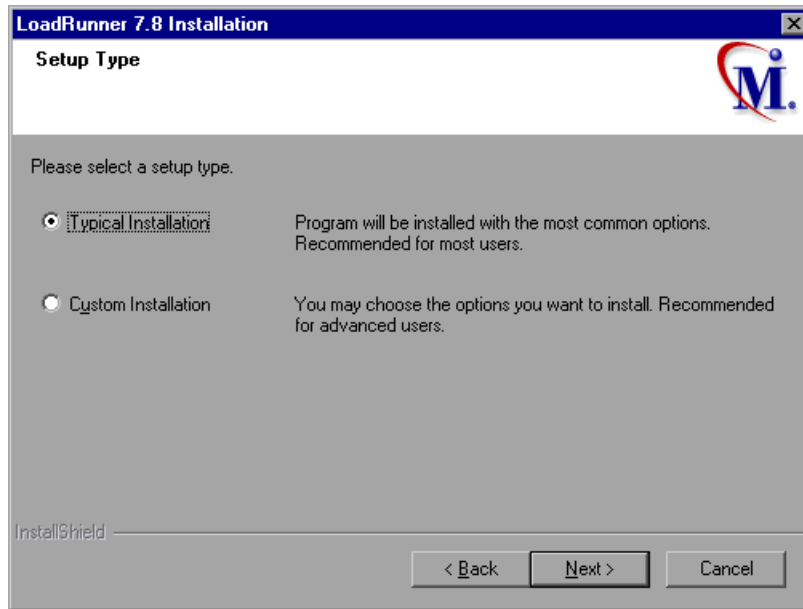 LoadRunner 7.8 Installation
Setup Type
M.
Please select a setup type.
Typical Installation
Program will be installed with the most common options.
Recommended for most users.
Custom Installation
You may choose the options you want to install. Recommended
for advanced users.
InstallShield
< Back
Next >
Cancel